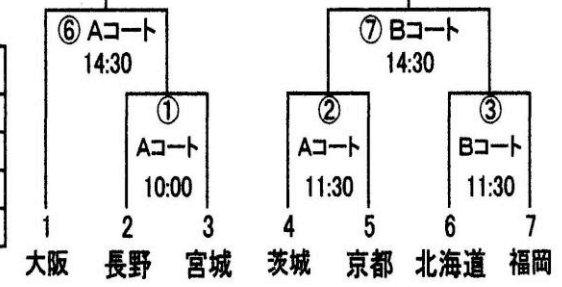 ⑥ Aコート ⑦ Bコート
14:30 14:30
① ② ③
Aコート Aコート Bコート
10:00 11:30 11:30
1 2 3 4 5 6 7
大阪 長野 宮城 茨城 京都 北海道 福岡